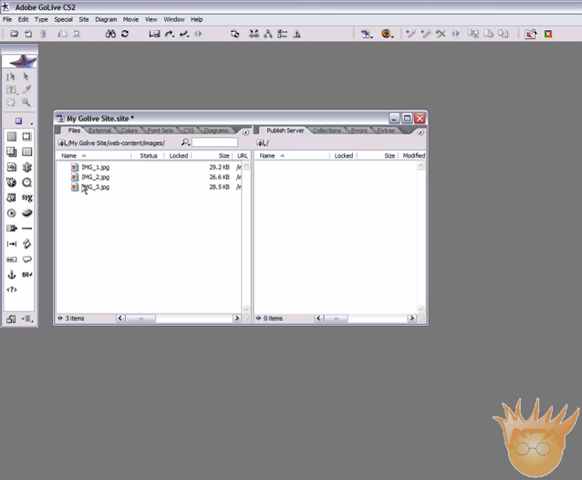 Adobe GoLive CS2
File Edit Type Special Site Diagram Movie View Window Help
My Golive Site.site *
Files External Colors Font Sets CSS Diagrams
Publish Server Collections Errors Extras
/My Golive Site/web-content/images/
/
Name Status Locked Size URL
Name Locked Size Modified
IMG_1.jpg 29.2 KB /ir
IMG_2.jpg 26.6 KB /ir
IMG_3.jpg 28.5 KB /ir
3 items
0 items